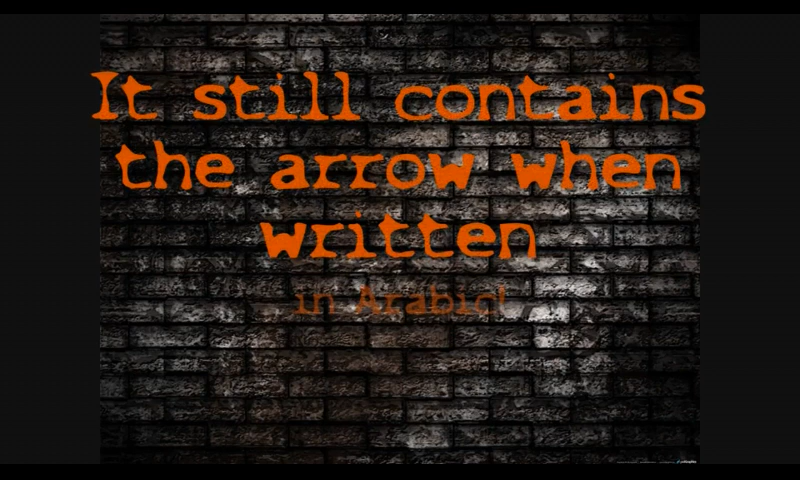 It still contains
the arrow when
written
in Arabic!